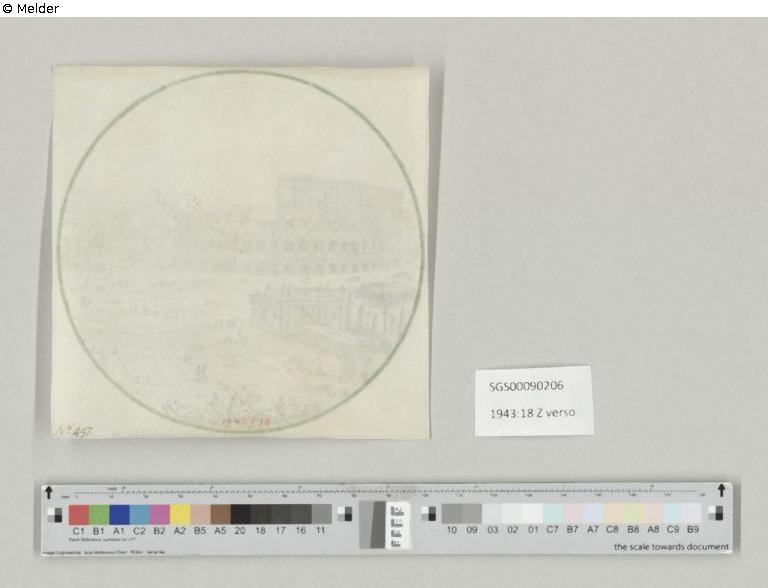 © Melder
1943/18
Nº 497
SGS00090206
1943:18 Z verso
C1 B1 A1 C2 B2 A2 B5 A5 20 18 17 16 11 10 09 03 02 01 C7 B7 A7 C8 B8 A8 C9 B9
the scale towards document